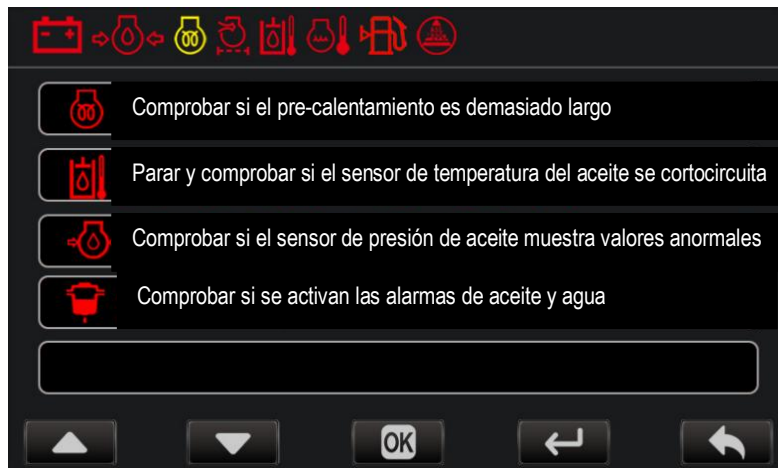 Comprobar si el pre-calentamiento es demasiado largo
Parar y comprobar si el sensor de temperatura del aceite se cortocircuita
Comprobar si el sensor de presión de aceite muestra valores anormales
Comprobar si se activan las alarmas de aceite y agua
OK